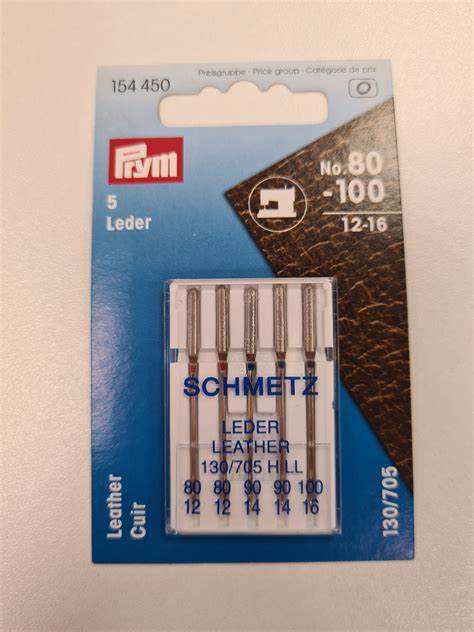 Preisgruppe · Price group · Catégorie de prix
154 450
O
Prym
No.80
-100
12-16
5
Leder
SCHMETZ
LEDER
LEATHER
130/705 H LL
80 80 90 90 100
12 12 14 14 16
Leather
Cuir
130/705